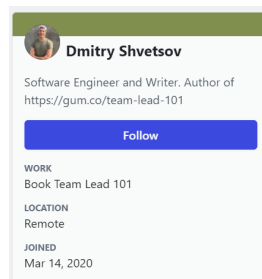 Dmitry Shvetsov
Software Engineer and Writer. Author of
https://gum.co/team-lead-101
Follow
WORK
Book Team Lead 101
LOCATION
Remote
JOINED
Mar 14, 2020